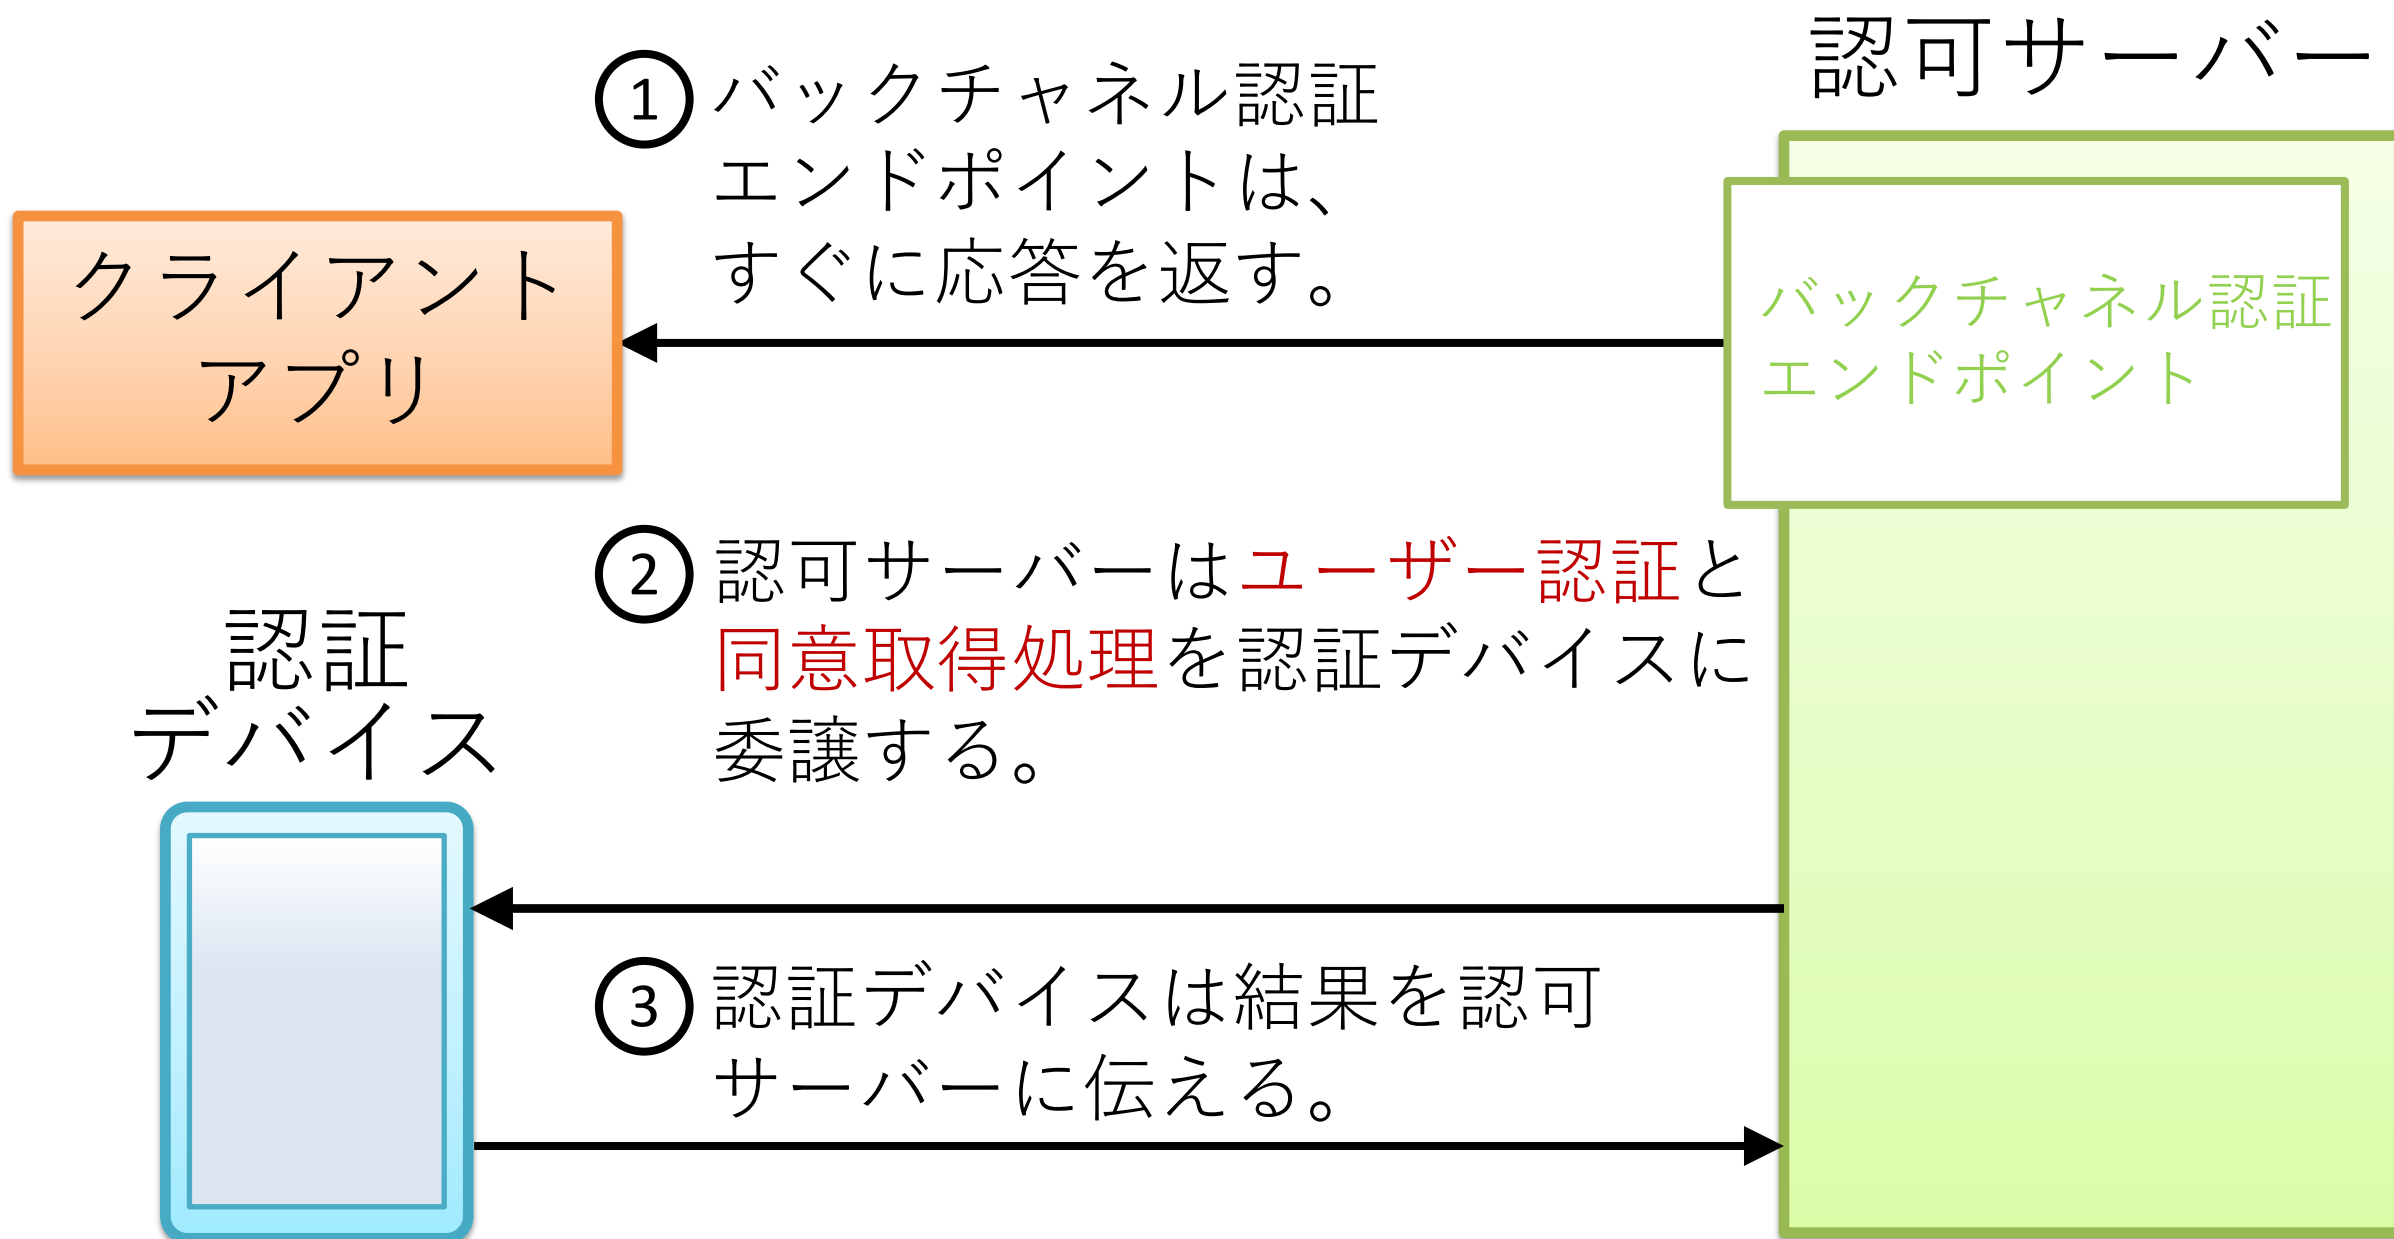 認可サーバー
1 バックチャネル認証
エンドポイントは、
すぐに応答を返す。
クライアント
アプリ
バックチャネル認証
エンドポイント
2 認可サーバーはユーザー認証と
同意取得処理を認証デバイスに
委譲する。
認証
デバイス
3 認証デバイスは結果を認可
サーバーに伝える。